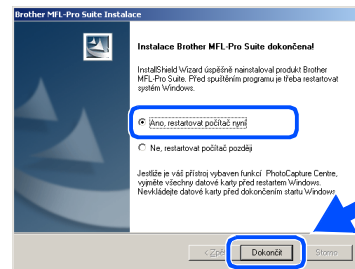 Brother MFL-Pro Suite Instalace
Instalace Brother MFL-Pro Suite dokončena!
InstallShield Wizard úspěšně nainstaloval produkt Brother
MFL-Pro Suite. Před spuštěním programu je třeba restartovat
systém Windows.
Ano, restartovat počítač nyní
Ne, restartovat počítač později
Jestliže je váš přístroj vybaven funkcí PhotoCapture Centre,
vyjměte všechny datové karty před restartem Windows.
Nevkládejte datové karty před dokončením startu Windows
< Zpě
Dokončit
Storno